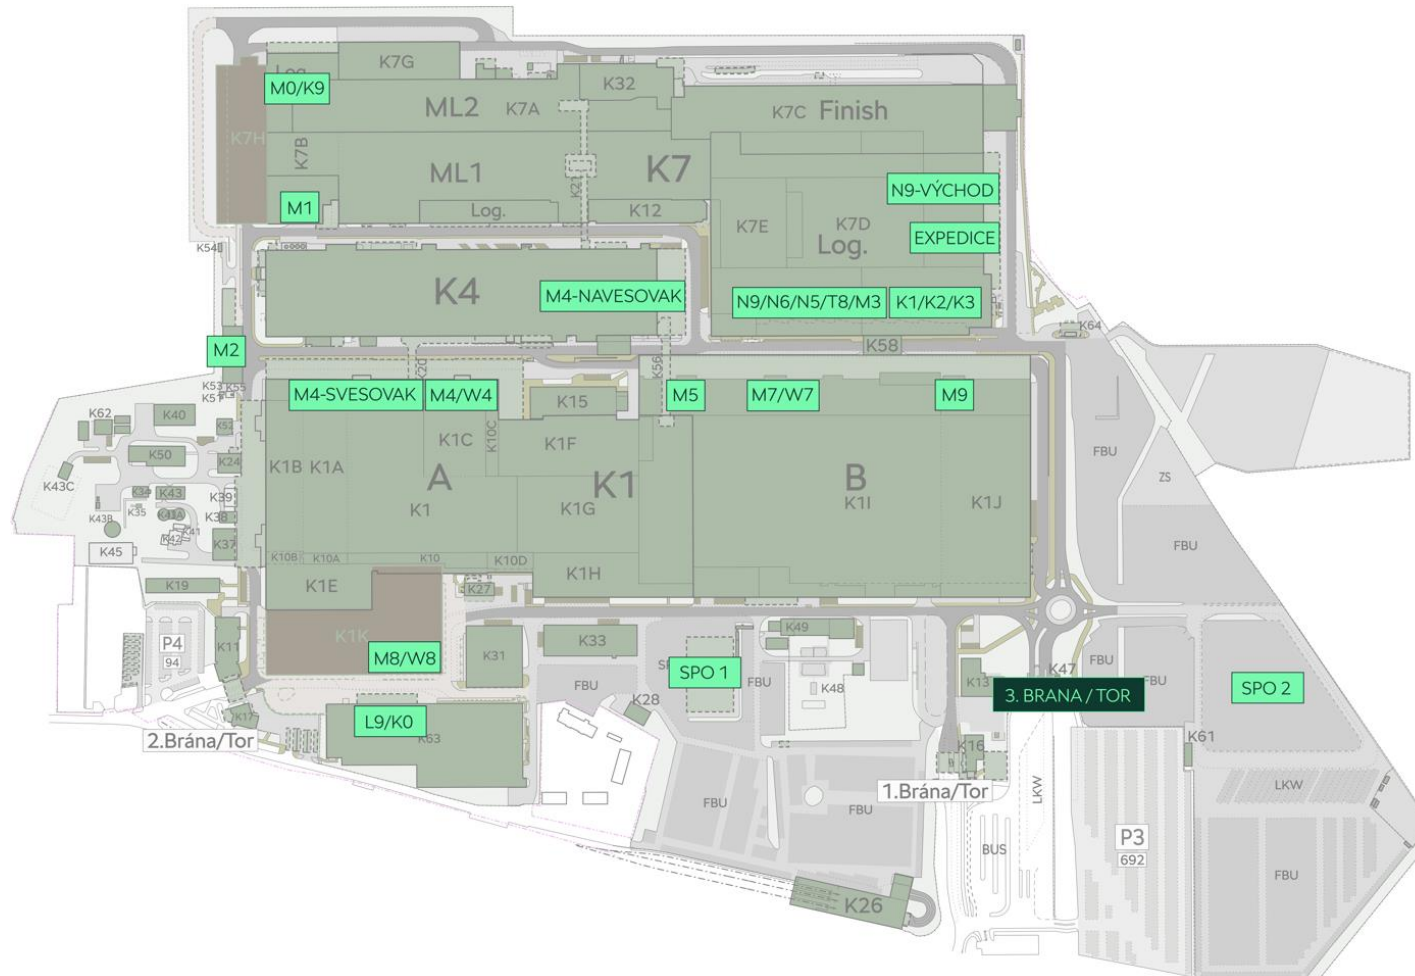 K7G
Log.
M0/K9
K32
ML2
K7A
K7C
Finish
K7H
K7B
ML1
K7
K21
M1
Log.
K12
N9-VÝCHOD
K7E
K7D
Log.
EXPEDICE
K54
K4
M4-NAVESOVAK
N9/N6/N5/T8/M3
K1/K2/K3
K64
M2
K20
K56
K58
K53
K55
K51
M4-SVESOVAK
M4/W4
K15
M5
M7/W7
M9
K62
K40
K52
K1C
K10C
K1F
K50
K24
K1B
K1A
A
K1
B
K1I
K1J
FBU
ZS
K43C
K34
K43
K39
K1
K1G
K35
K43A
K38
K43B
K41
K42
K37
FBU
K45
K10B
K10A
K10
K10D
K19
K1E
K27
K1H
P4
94
K11
K1K
M8/W8
K31
K33
SPO 1
K49
FBU
FBU
K28
K48
K13
K47
FBU
FBU
3. BRANA / TOR
SPO 2
K17
2.Brána/Tor
L9/K0
K63
K16
K61
1.Brána/Tor
FBU
FBU
LKW
LKW
P3
692
BUS
FBU
K26